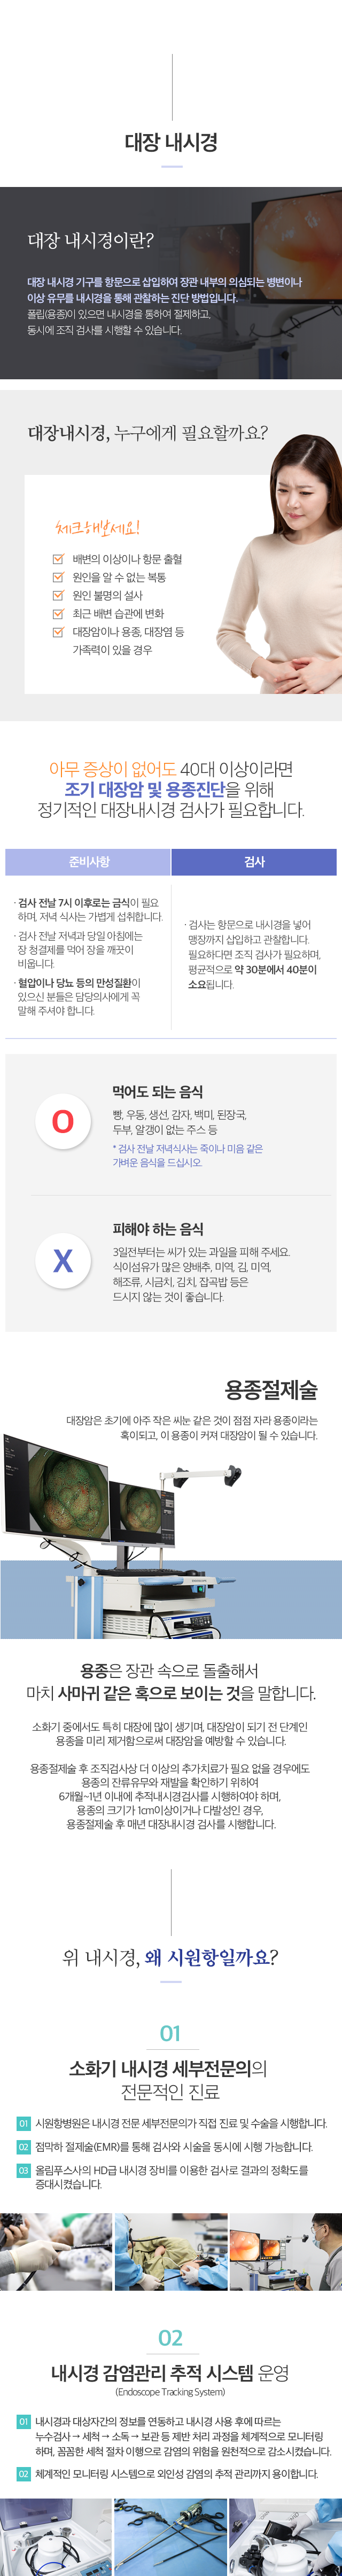 대장 내시경
대장 내시경이란?
대장 내시경 기구를 항문으로 삽입하여 장관 내부의 의심되는 병변이나
이상 유무를 내시경을 통해 관찰하는 진단 방법입니다.
폴립(용종)이 있으면 내시경을 통하여 절제하고,
동시에 조직 검사를 시행할 수 있습니다.
대장내시경, 누구에게 필요할까요?
체크해보세요!
배변의 이상이나 항문 출혈
원인을 알 수 없는 복통
원인 불명의 설사
최근 배변 습관에 변화
대장암이나 용종, 대장염 등
가족력이 있을 경우
아무 증상이 없어도 40대 이상이라면
조기 대장암 및 용종진단을 위해
정기적인 대장내시경 검사가 필요합니다.
준비사항
· 검사 전날 7시 이후로는 금식이 필요
하며, 저녁 식사는 가볍게 섭취합니다.
· 검사 전날 저녁과 당일 아침에는
장 청결제를 먹어 장을 깨끗이
비웁니다.
· 혈압이나 당뇨 등의 만성질환이
있으신 분들은 담당의사에게 꼭
말해 주셔야 합니다.
검사
· 검사는 항문으로 내시경을 넣어
맹장까지 삽입하고 관찰합니다.
필요하다면 조직 검사가 필요하며,
평균적으로 약 30분에서 40분이
소요됩니다.
O
먹어도 되는 음식
빵, 우동, 생선, 감자, 백미, 된장국,
두부, 알갱이 없는 주스 등
* 검사 전날 저녁식사는 죽이나 미음 같은
가벼운 음식을 드십시오.
X
피해야 하는 음식
3일전부터는 씨가 있는 과일을 피해 주세요.
식이섬유가 많은 양배추, 미역, 김, 미역,
해조류, 시금치, 김치, 잡곡밥 등은
드시지 않는 것이 좋습니다.
용종절제술
대장암은 초기에 아주 작은 씨눈 같은 것이 점점 자라 용종이라는
혹이되고, 이 용종이 커져 대장암이 될 수 있습니다.
용종은 장관 속으로 돌출해서
마치 사마귀 같은 혹으로 보이는 것을 말합니다.
소화기 중에서도 특히 대장에 많이 생기며, 대장암이 되기 전 단계인
용종을 미리 제거함으로써 대장암을 예방할 수 있습니다.
용종절제술 후 조직검사상 더 이상의 추가치료가 필요 없을 경우에도
용종의 잔류유무와 재발을 확인하기 위하여
6개월~1년 이내에 추적내시경검사를 시행하여야 하며,
용종의 크기가 1cm이상이거나 다발성인 경우,
용종절제술 후 매년 대장내시경 검사를 시행합니다.
위 내시경, 왜 시원항일까요?
01
소화기 내시경 세부전문의의
전문적인 진료
01 시원항병원은 내시경 전문 세부전문의가 직접 진료 및 수술을 시행합니다.
02 점막하 절제술(EMR)를 통해 검사와 시술을 동시에 시행 가능합니다.
03 올림푸스사의 HD급 내시경 장비를 이용한 검사로 결과의 정확도를
증대시켰습니다.
02
내시경 감염관리 추적 시스템 운영
(Endoscope Tracking System)
01 내시경과 대상자간의 정보를 연동하고 내시경 사용 후에 따르는
누수검사 → 세척 → 소독 → 보관 등 제반 처리 과정을 체계적으로 모니터링
하며, 꼼꼼한 세척 절차 이행으로 감염의 위험을 원천적으로 감소시켰습니다.
02 체계적인 모니터링 시스템으로 외인성 감염의 추적 관리까지 용이합니다.